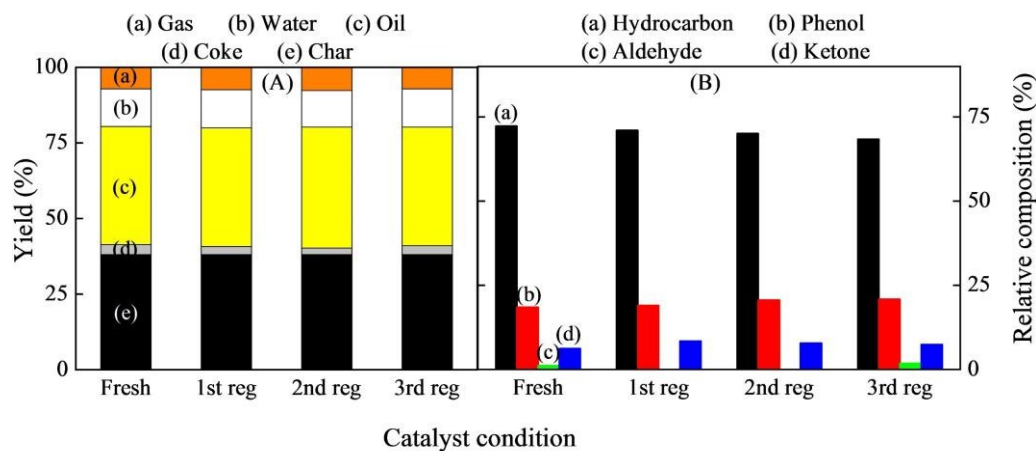 (a) Gas (b) Water (c) Oil
(d) Coke (e) Char
(a) Hydrocarbon (b) Phenol
(c) Aldehyde (d) Ketone
(A)
100
75
50
25
0
Yield (%)
(a)
(b)
(c)
(d)
(e)
Fresh 1st reg 2nd reg 3rd reg
(B)
(a)
(b)
(c)
(d)
75
50
25
0
Relative composition (%)
Fresh 1st reg 2nd reg 3rd reg
Catalyst condition